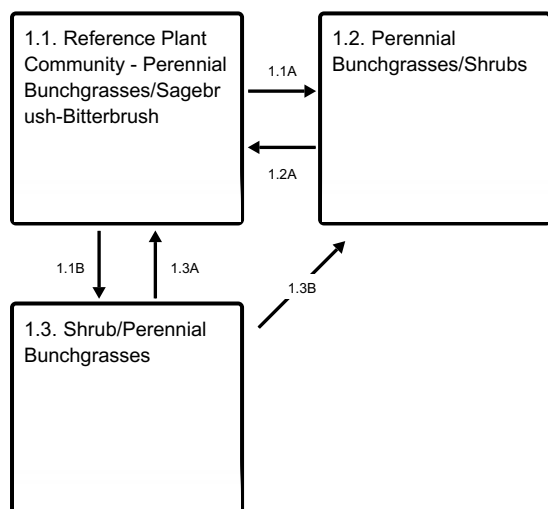 1.1. Reference Plant
Community - Perennial
Bunchgrasses/Sagebr
ush-Bitterbrush
1.1A
1.2. Perennial
Bunchgrasses/Shrubs
1.2A
1.1B
1.3A
1.3B
1.3. Shrub/Perennial
Bunchgrasses